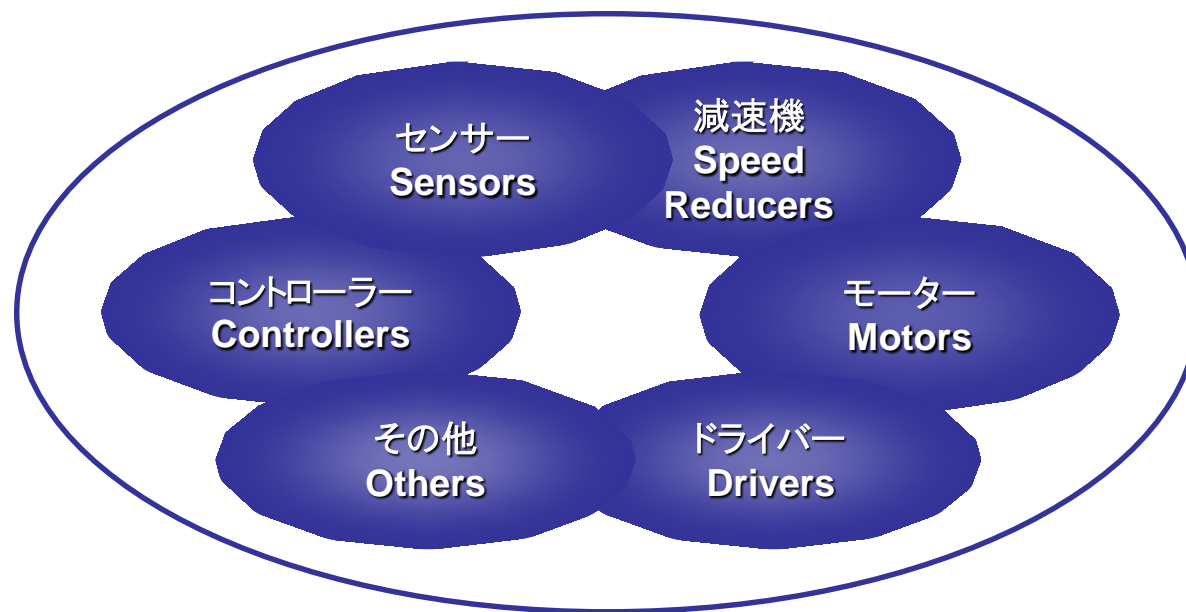 センサー
Sensors
減速機
Speed
Reducers
コントローラー
Controllers
モーター
Motors
その他
Others
ドライバー
Drivers